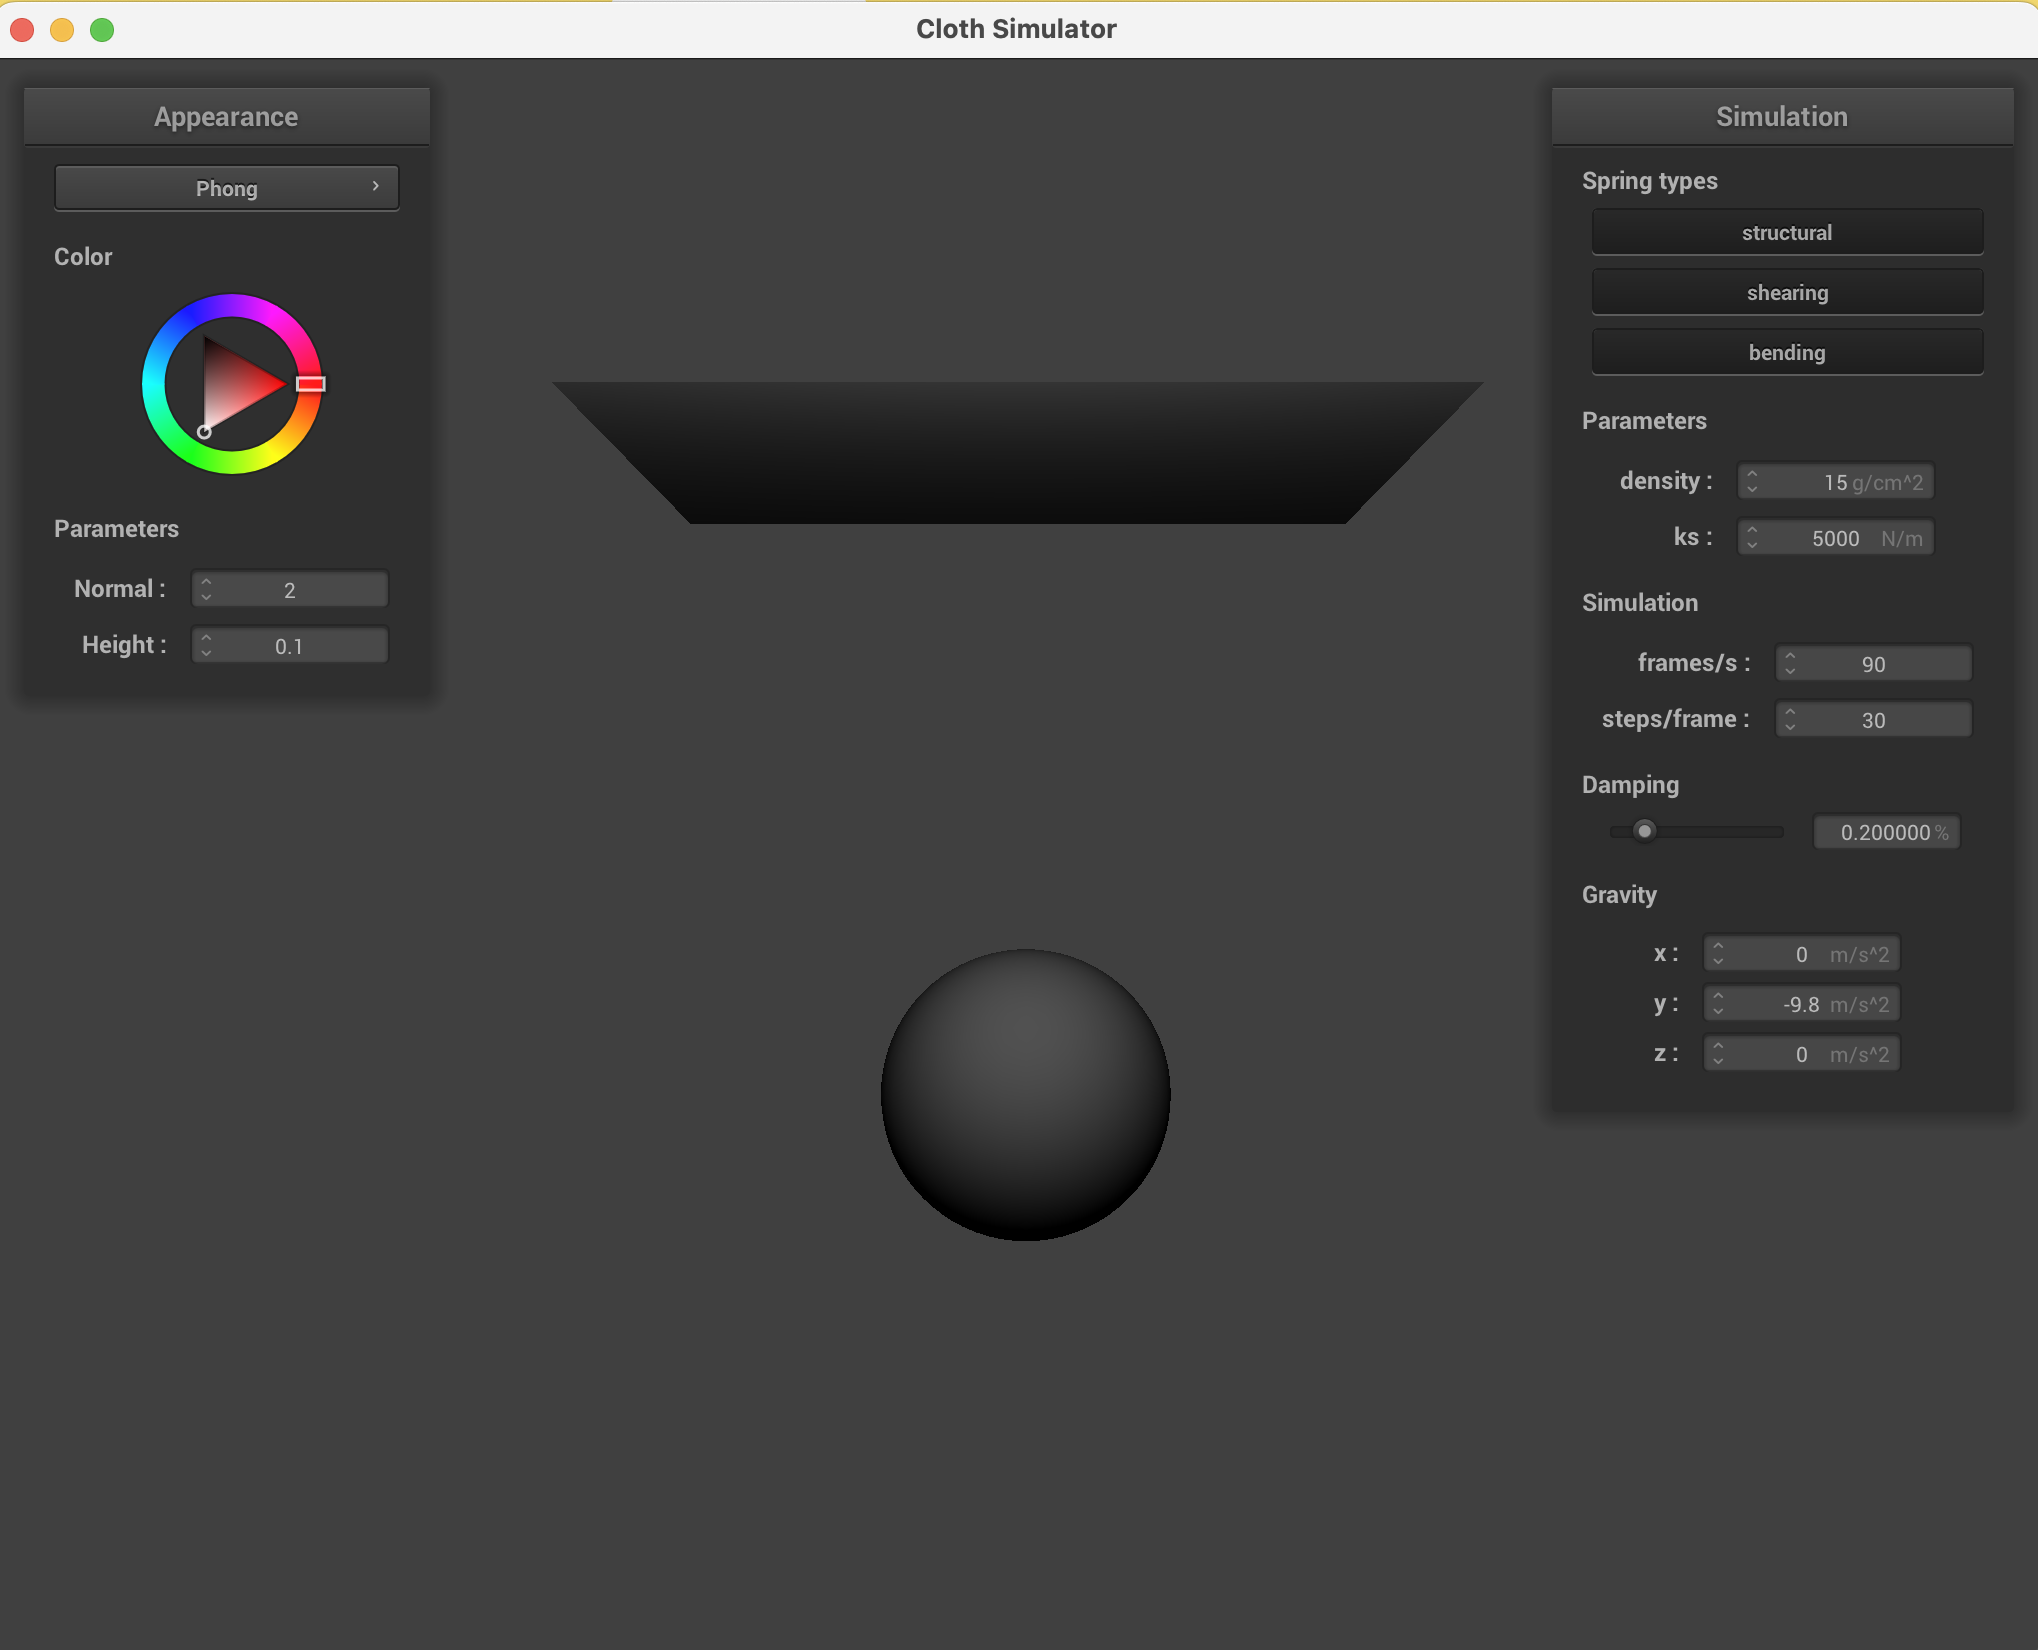 Cloth Simulator
Appearance
Phong
Color
Parameters
Normal : 2
Height : 0.1
Simulation
Spring types
structural
shearing
bending
Parameters
density : 15 g/cm^2
ks : 5000 N/m
Simulation
frames/s : 90
steps/frame : 30
Damping
0.200000 %
Gravity
x : 0 m/s^2
y : -9.8 m/s^2
z : 0 m/s^2